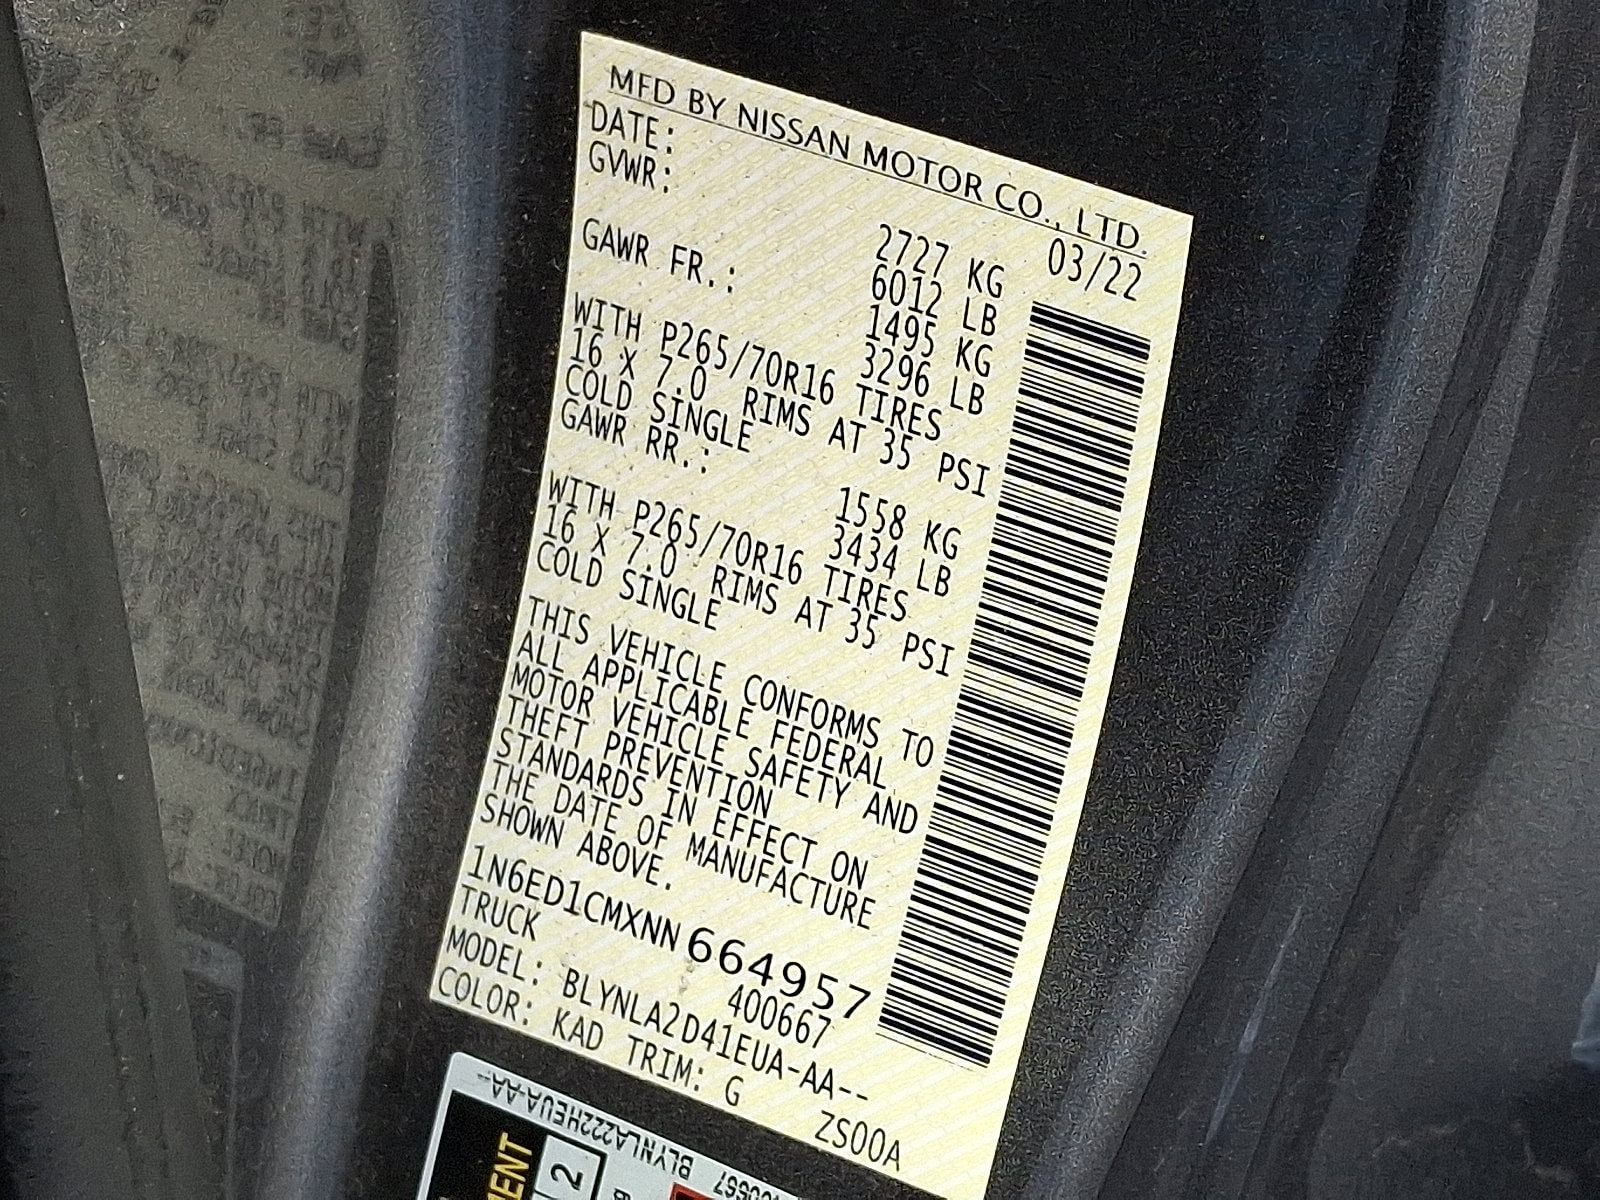 MFD BY NISSAN MOTOR CO., LTD.
DATE: 03/22
GVWR: 2727 KG
6012 LB
GAWR FR.: 1495 KG
3296 LB
WITH P265/70R16 TIRES
16 X 7.0 RIMS AT 35 PSI
COLD SINGLE
GAWR RR.: 1558 KG
3434 LB
WITH P265/70R16 TIRES
16 X 7.0 RIMS AT 35 PSI
COLD SINGLE
THIS VEHICLE CONFORMS TO
ALL APPLICABLE FEDERAL
MOTOR VEHICLE SAFETY AND
THEFT PREVENTION
STANDARDS IN EFFECT ON
THE DATE OF MANUFACTURE
SHOWN ABOVE.
1N6ED1CMXNN664957
TRUCK 400667
MODEL: BLYNLA2D41EUA-AA--
COLOR: KAD TRIM: G ZS00A
BLYNLA222HEUA-AA--
MENT
2